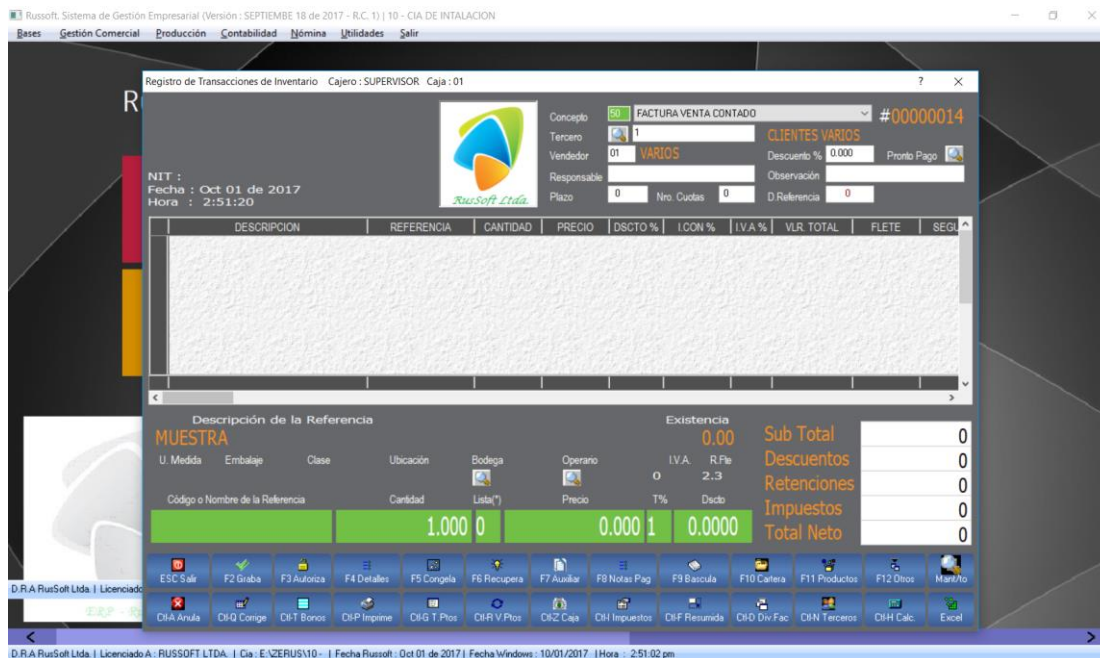 Russoft. Sistema de Gestión Empresarial (Versión : SEPTIEMBE 18 de 2017 - R.C. 1) | 10 - CIA DE INTALACION
Bases Gestión Comercial Producción Contabilidad Nómina Utilidades Salir
Registro de Transacciones de Inventario Cajero : SUPERVISOR Caja : 01 ? X
R
Concepto 50 FACTURA VENTA CONTADO #00000014
Tercero 1 CLIENTES VARIOS
Vendedor 01 VARIOS Descuento % 0.000 Pronto Pago
Responsable Observación
Plazo 0 Nro. Cuotas 0 D.Referencia 0
NIT :
Fecha : Oct 01 de 2017
Hora : 2:51:20
RusSoft Ltda.
DESCRIPCION REFERENCIA CANTIDAD PRECIO DSCTO % I.CON % I.V.A % VLR. TOTAL FLETE SEGU
Descripción de la Referencia Existencia
MUESTRA 0.00
U. Medida Embalaje Clase Ubicación Bodega Operario I.V.A. R.Fte
0 2.3
Código o Nombre de la Referencia Cantidad Lista(*) Precio T% Dscto
1.000 0 0.000 1 0.0000
Sub Total 0
Descuentos 0
Retenciones 0
Impuestos 0
Total Neto 0
ESC Salir F2 Graba F3 Autoriza F4 Detalles F5 Congela F6 Recupera F7 Auxiliar F8 Notas Pag F9 Bascula F10 Cartera F11 Productos F12 Otros Mant/to
Ctl-A Anula Ctl-Q Corrige Ctl-T Bonos Ctl-P Imprime Ctl-G T.Ptos Ctl-R V.Ptos Ctl-Z Caja Ctl-I Impuestos Ctl-F Resumida Ctl-D Div.Fac Ctl-N Terceros Ctl-H Calc. Excel
D.R.A RusSoft Ltda. | Licenciado
ERP - Ru
D.R.A RusSoft Ltda. | Licenciado A : RUSSOFT LTDA. | Cia : E:\ZERUS\10 - | Fecha Russoft : Oct 01 de 2017 | Fecha Windows : 10/01/2017 | Hora : 2:51:02 pm